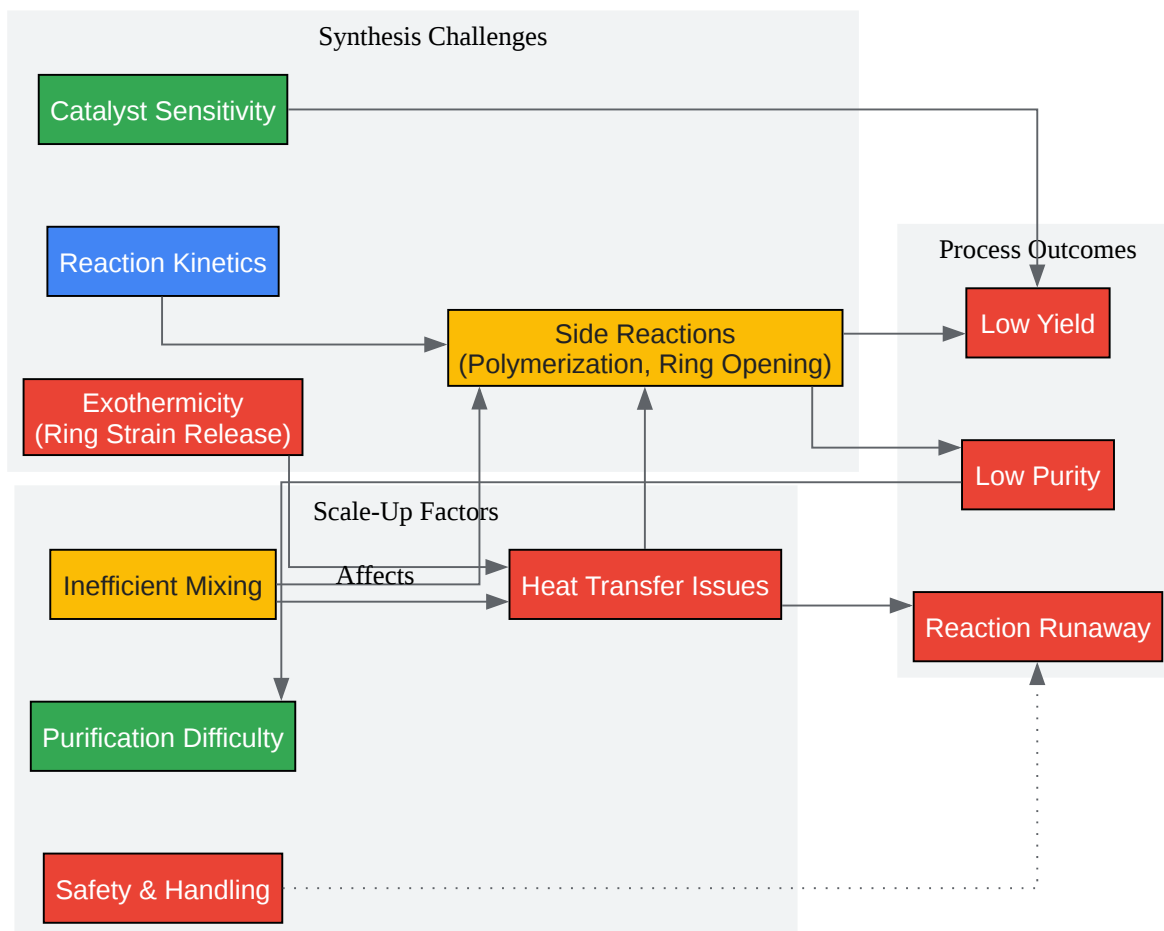 Synthesis Challenges
Catalyst Sensitivity
Reaction Kinetics
Side Reactions
(Polymerization, Ring Opening)
Exothermicity
(Ring Strain Release)
Process Outcomes
Low Yield
Low Purity
Reaction Runaway
Scale-Up Factors
Inefficient Mixing
Affects
Heat Transfer Issues
Purification Difficulty
Safety & Handling